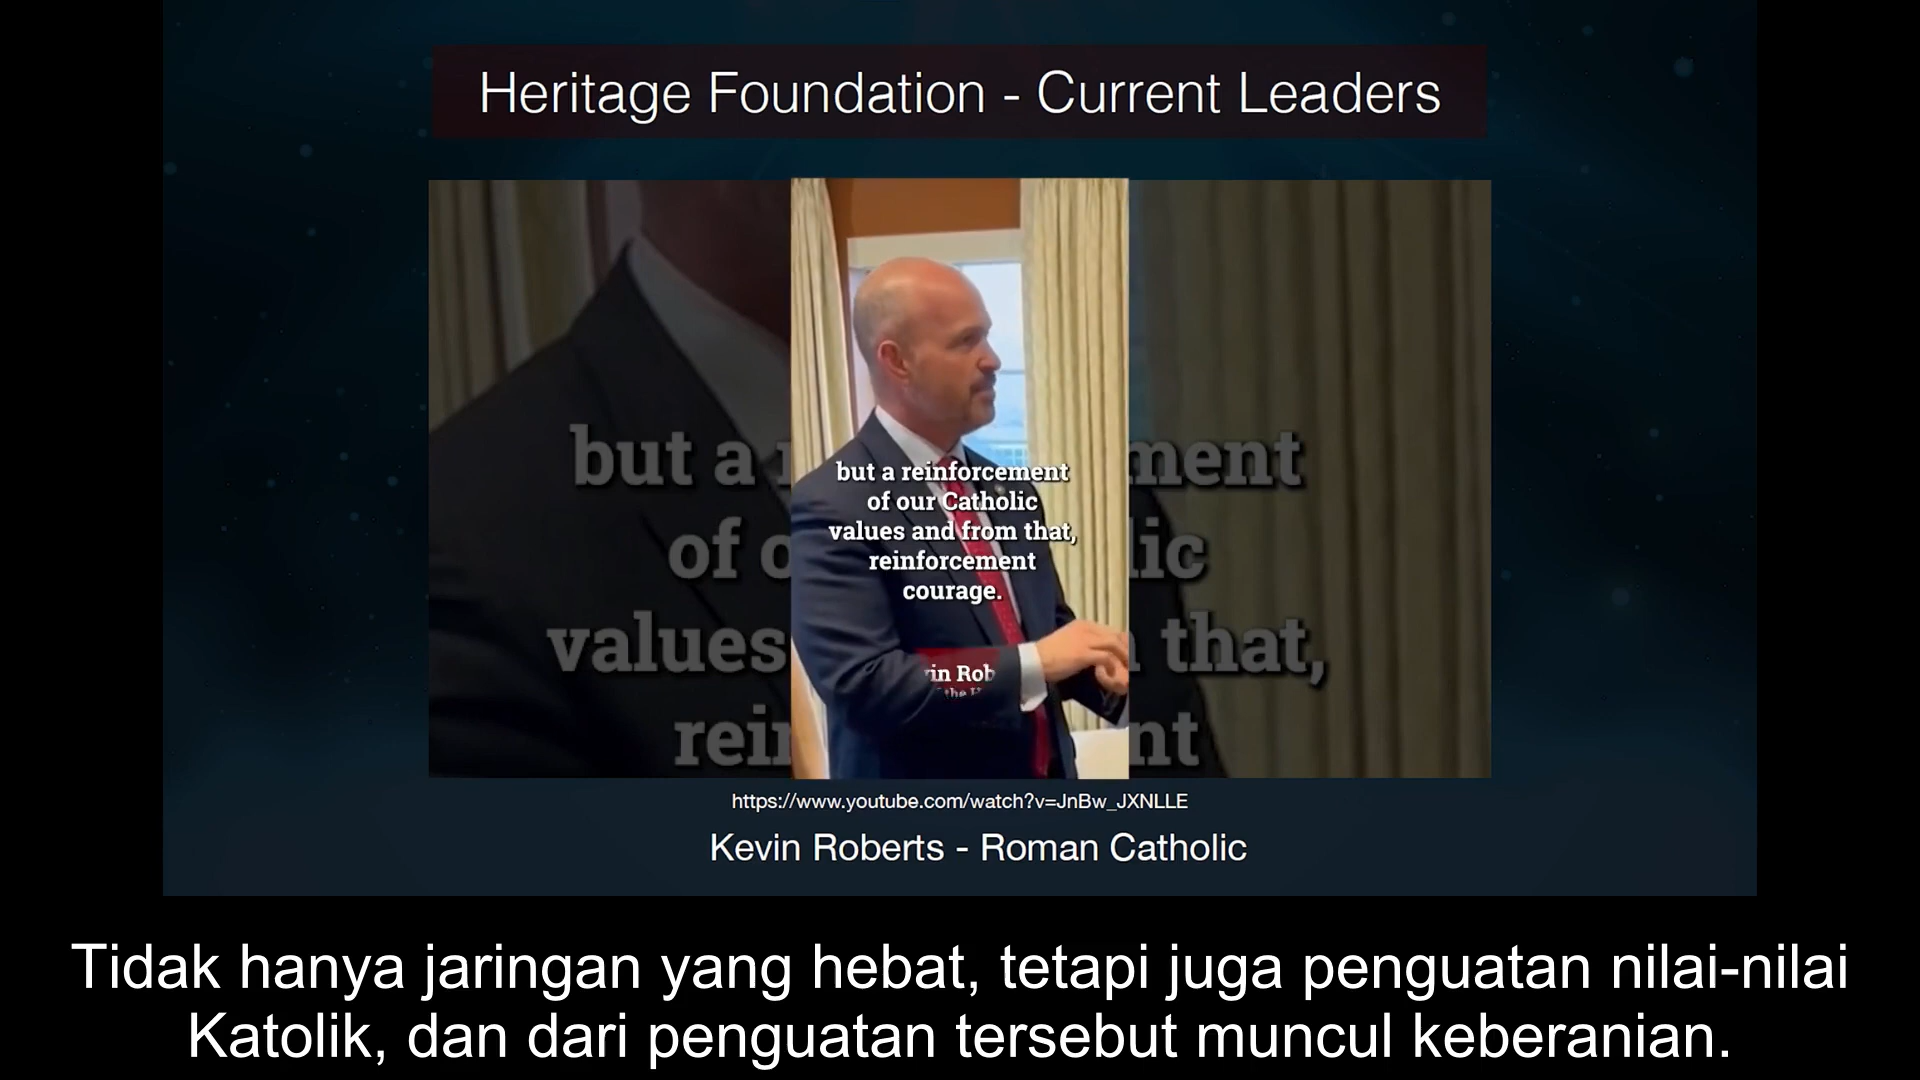 Heritage Foundation - Current Leaders
but a reinforcement
of our Catholic
values and from that,
reinforcement
courage.
https://www.youtube.com/watch?v=JnBw_JXNLLE
Kevin Roberts - Roman Catholic
Tidak hanya jaringan yang hebat, tetapi juga penguatan nilai-nilai
Katolik, dan dari penguatan tersebut muncul keberanian.